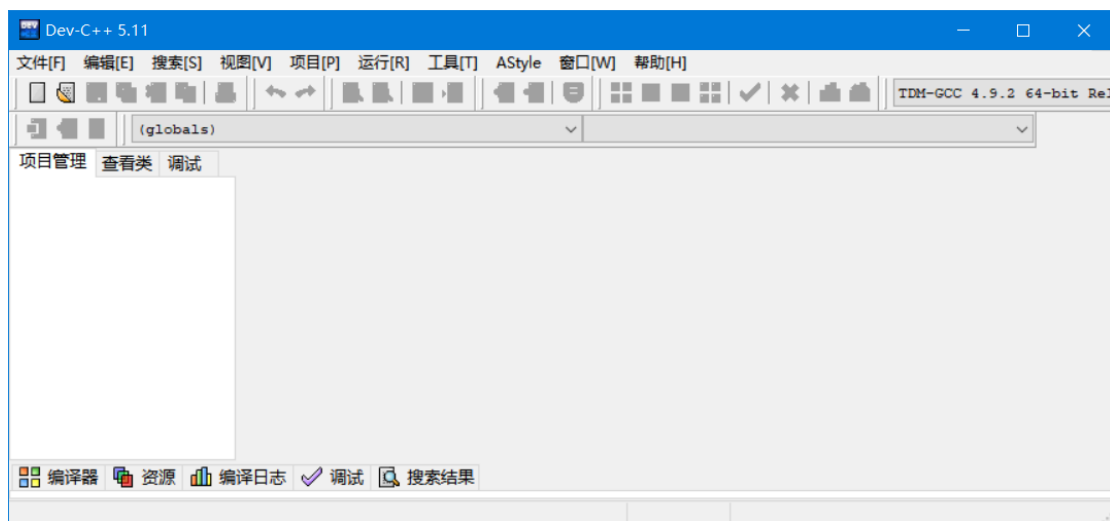 Dev-C++ 5.11
文件[F] 编辑[E] 搜索[S] 视图[V] 项目[P] 运行[R] 工具[T] AStyle 窗口[W] 帮助[H]
TDM-GCC 4.9.2 64-bit Rel
(globals)
项目管理 查看类 调试
编译器 资源 编译日志 调试 搜索结果